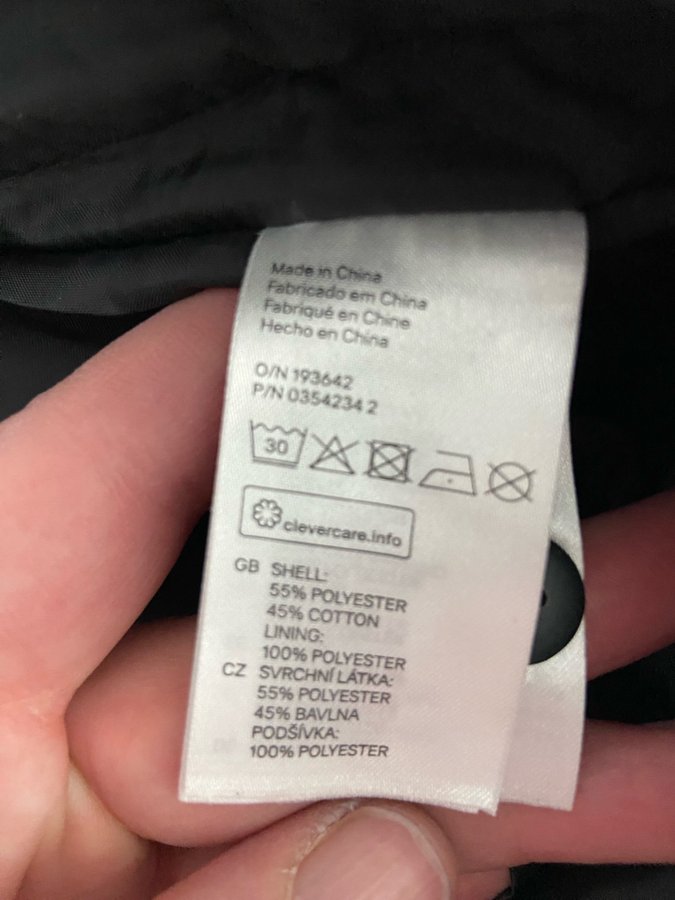 Made in China
Fabricado em China
Fabriqué en Chine
Hecho en China
O/N 193642
P/N 0354234 2
30
clevercare.info
GB SHELL:
55% POLYESTER
45% COTTON
LINING:
100% POLYESTER
CZ SVRCHNÍ LÁTKA:
55% POLYESTER
45% BAVLNA
PODŠÍVKA:
100% POLYESTER